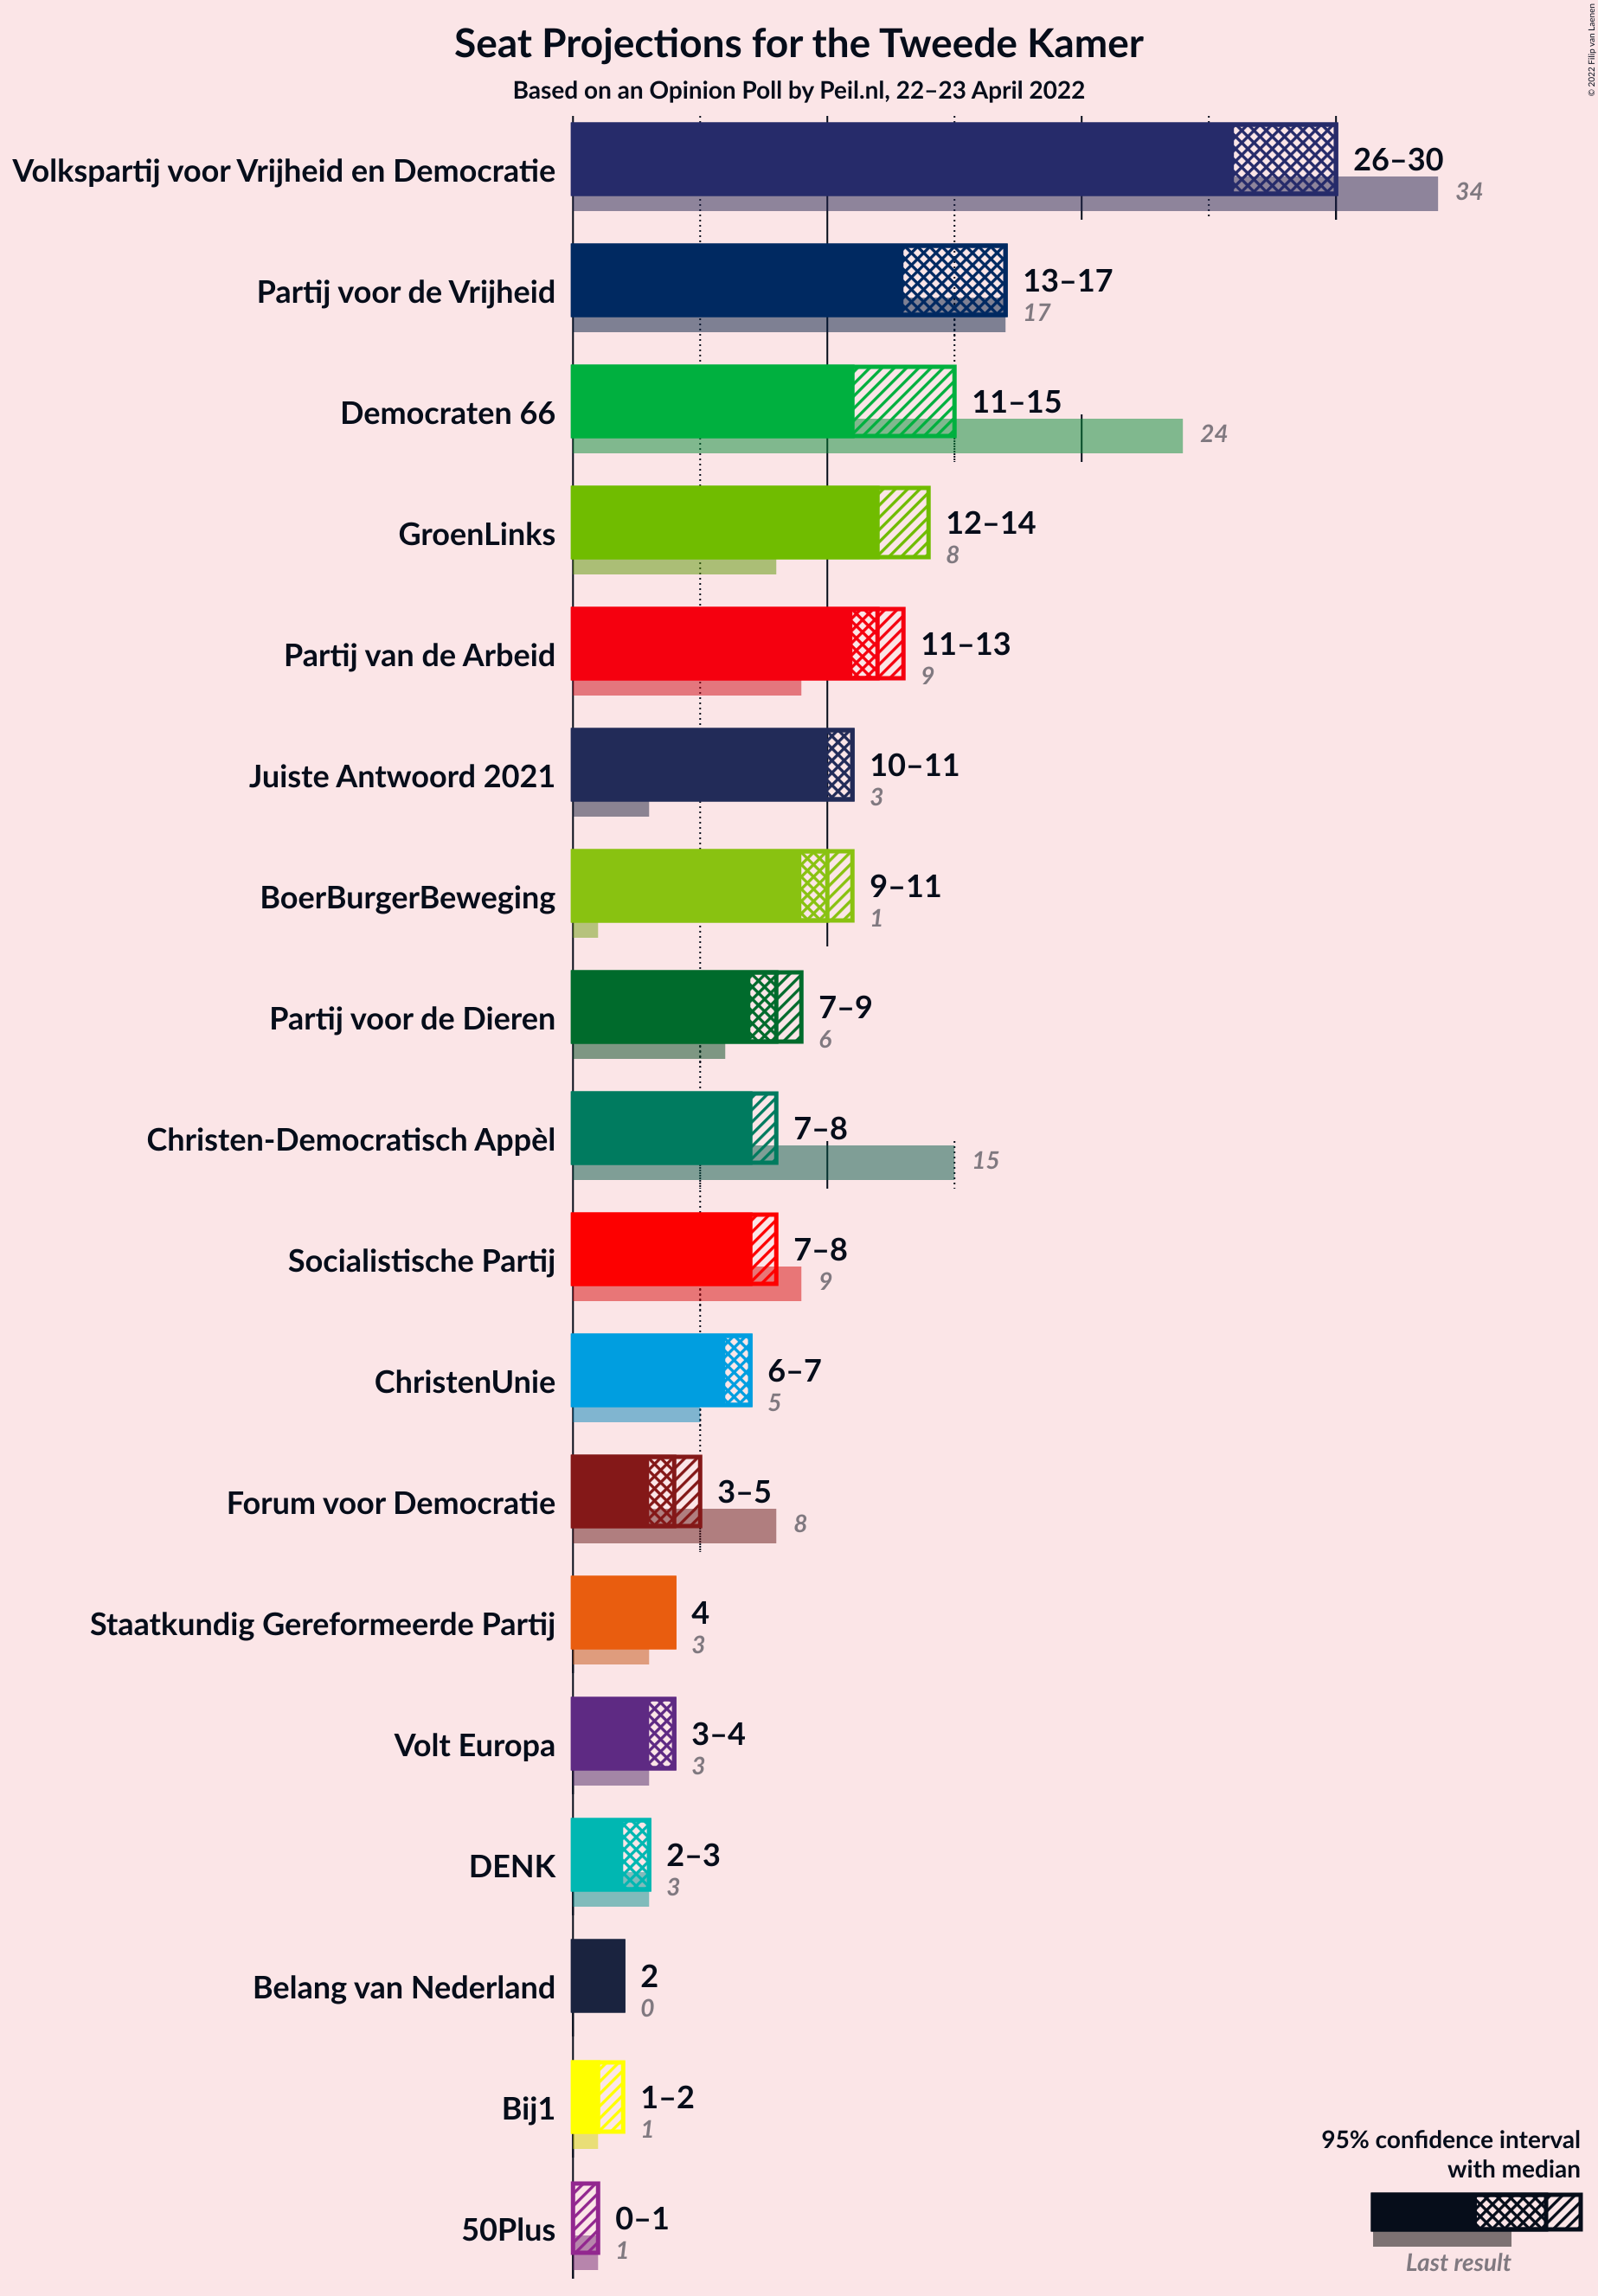 Seat Projections for the Tweede Kamer
Based on an Opinion Poll by Peil.nl, 22–23 April 2022
© 2022 Filip van Laenen
Volkspartij voor Vrijheid en Democratie
26–30
34
Partij voor de Vrijheid
13–17
17
Democraten 66
11–15
24
GroenLinks
12–14
8
Partij van de Arbeid
11–13
9
Juiste Antwoord 2021
10–11
3
BoerBurgerBeweging
9–11
1
Partij voor de Dieren
7–9
6
Christen-Democratisch Appèl
7–8
15
Socialistische Partij
7–8
9
ChristenUnie
6–7
5
Forum voor Democratie
3–5
8
Staatkundig Gereformeerde Partij
4
3
Volt Europa
3–4
3
DENK
2–3
3
Belang van Nederland
2
0
Bij1
1–2
1
50Plus
0–1
1
95% confidence interval
with median
Last result